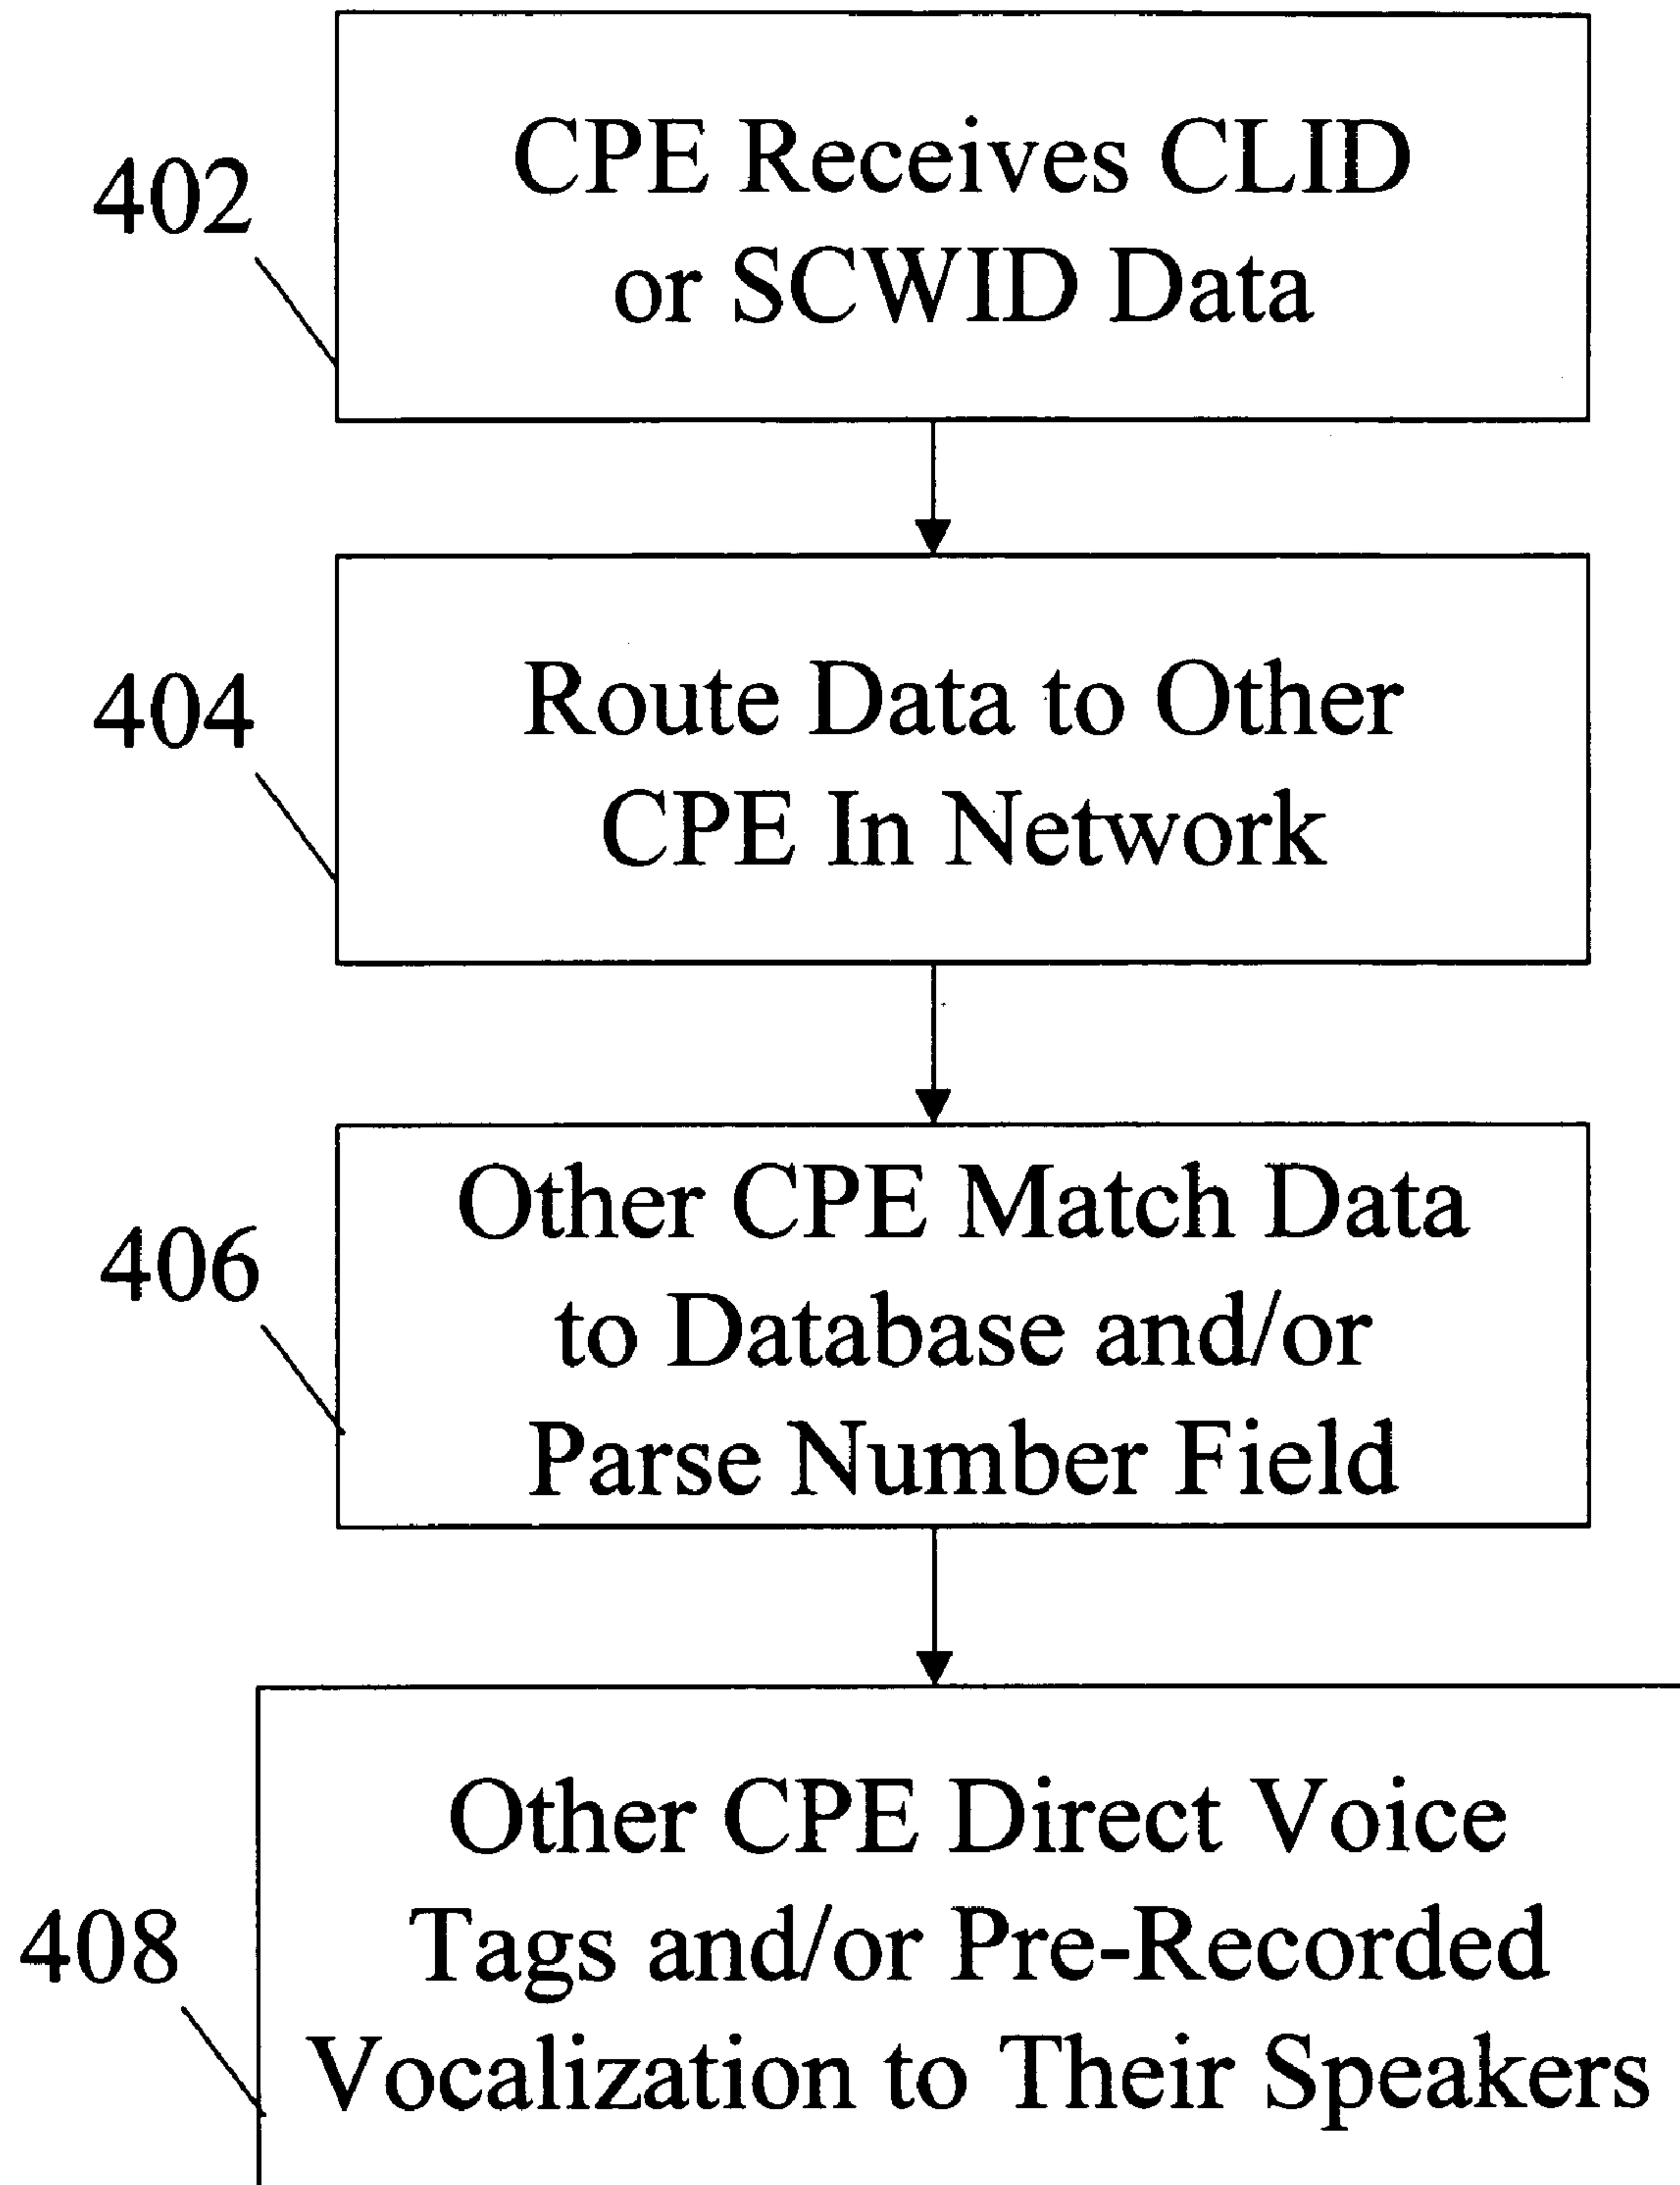 402
CPE Receives CLID
or SCWID Data
404
Route Data to Other
CPE In Network
406
Other CPE Match Data
to Database and/or
Parse Number Field
408
Other CPE Direct Voice
Tags and/or Pre-Recorded
Vocalization to Their Speakers